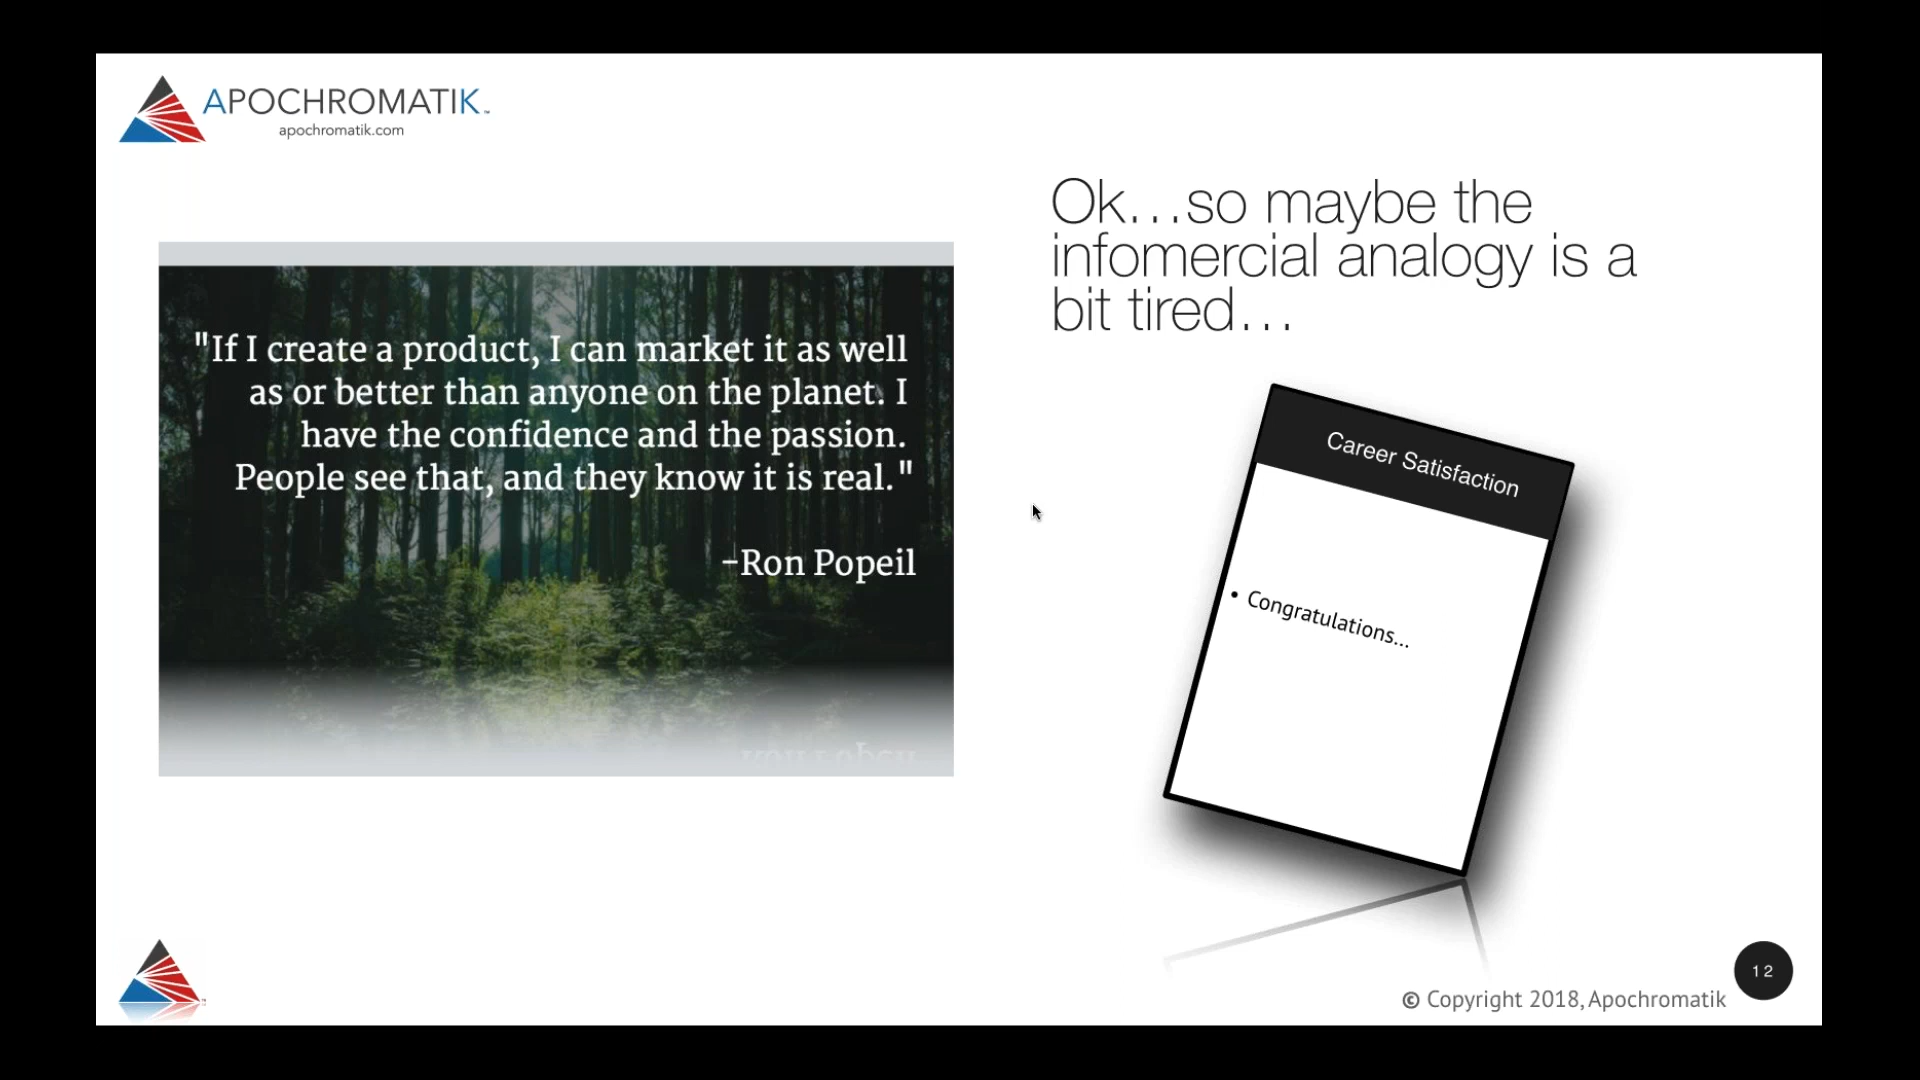 APOCHROMATIK™
apochromatik.com
Ok...so maybe the
infomercial analogy is a
bit tired...
"If I create a product, I can market it as well
as or better than anyone on the planet. I
have the confidence and the passion.
People see that, and they know it is real."
-Ron Popeil
Career Satisfaction
• Congratulations...
12
© Copyright 2018, Apochromatik